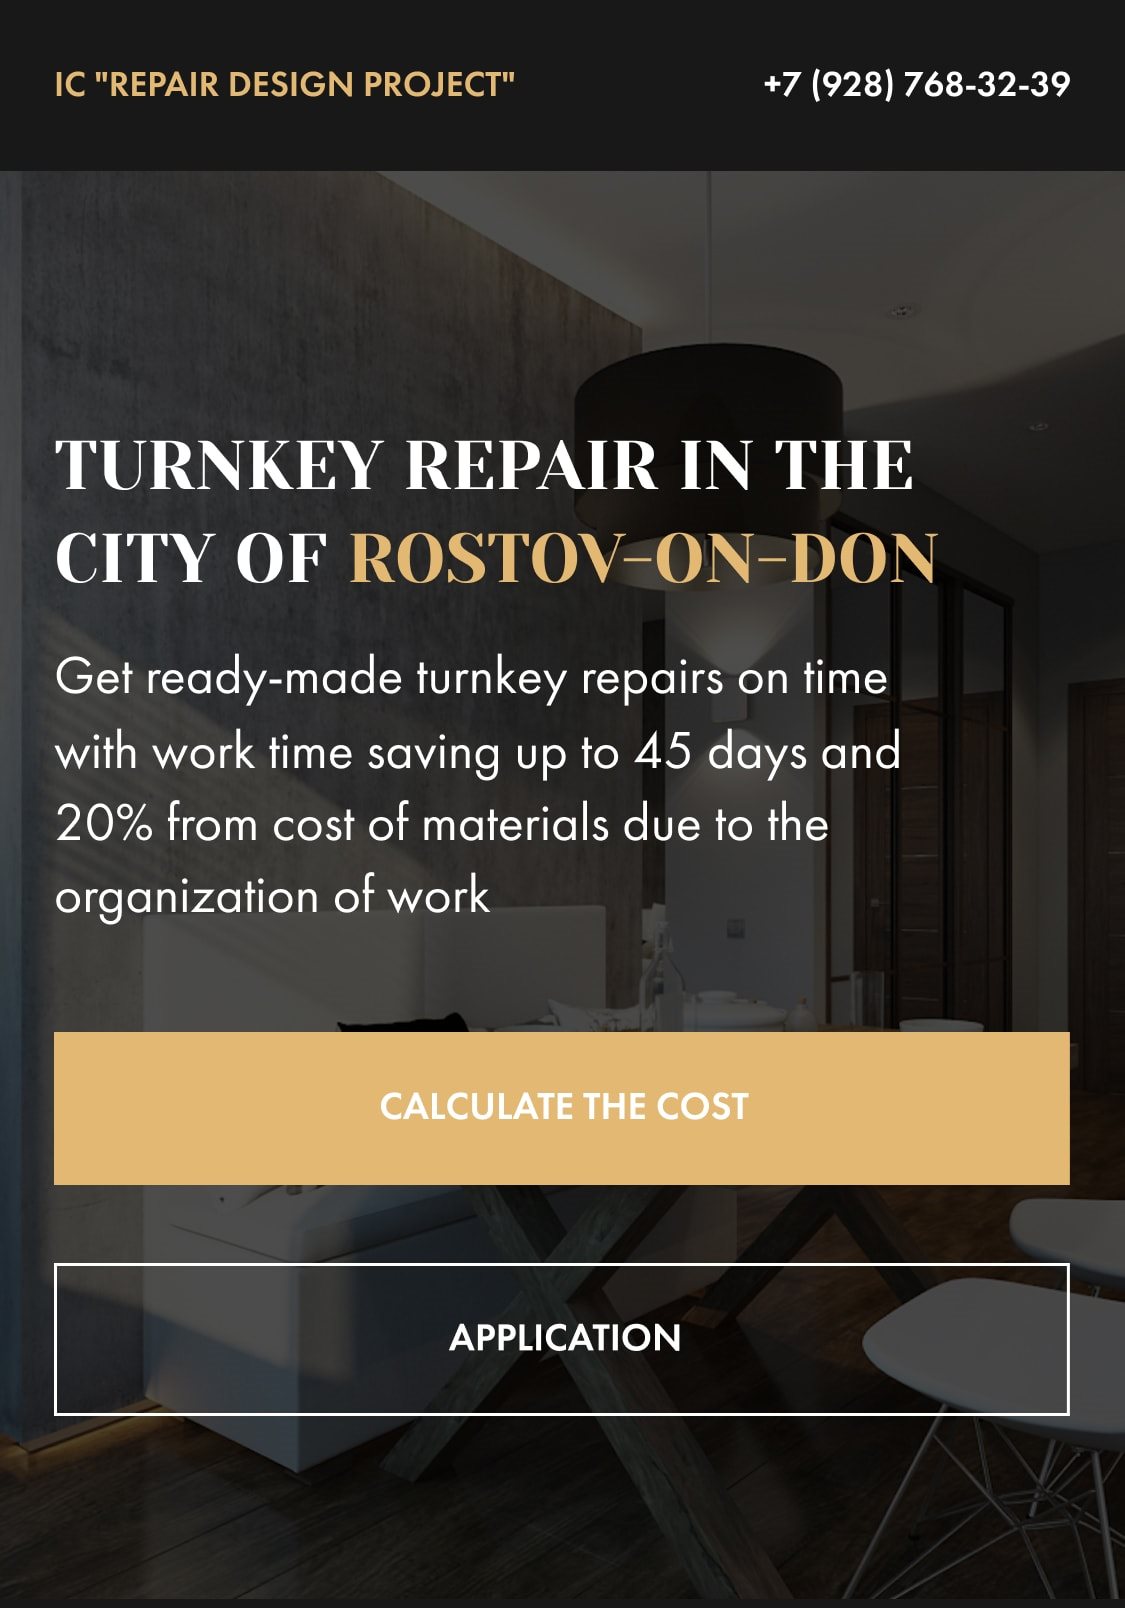 IC "REPAIR DESIGN PROJECT"
+7 (928) 768-32-39
TURNKEY REPAIR IN THE
CITY OF ROSTOV-ON-DON
Get ready-made turnkey repairs on time
with work time saving up to 45 days and
20% from cost of materials due to the
organization of work
CALCULATE THE COST
APPLICATION